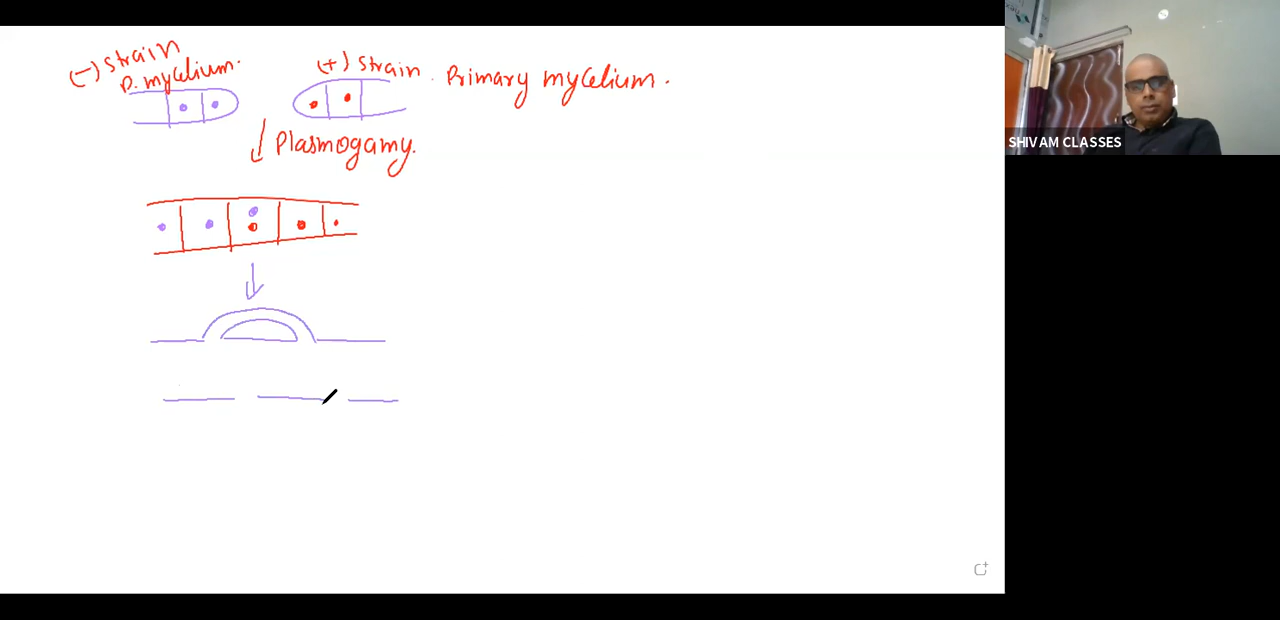 (-) Strain
P. mycelium.
(+) Strain. Primary mycelium.
Plasmogamy.
SHIVAM CLASSES